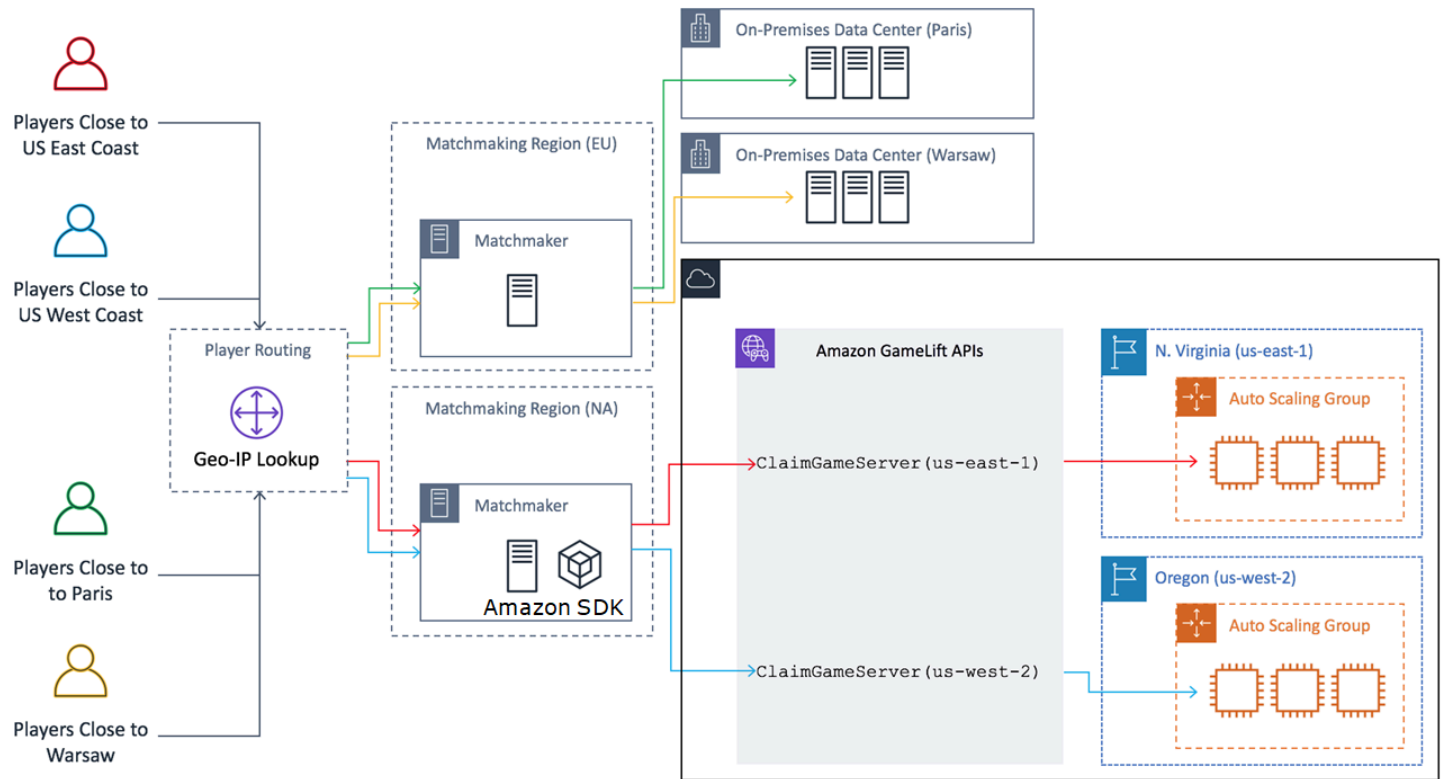 Players Close to
US East Coast
Players Close to
US West Coast
Player Routing
Geo-IP Lookup
Players Close to
to Paris
Players Close to
Warsaw
Matchmaking Region (EU)
Matchmaker
Matchmaking Region (NA)
Matchmaker
Amazon SDK
On-Premises Data Center (Paris)
On-Premises Data Center (Warsaw)
Amazon GameLift APIs
ClaimGameServer(us-east-1)
ClaimGameServer(us-west-2)
N. Virginia (us-east-1)
Auto Scaling Group
Oregon (us-west-2)
Auto Scaling Group